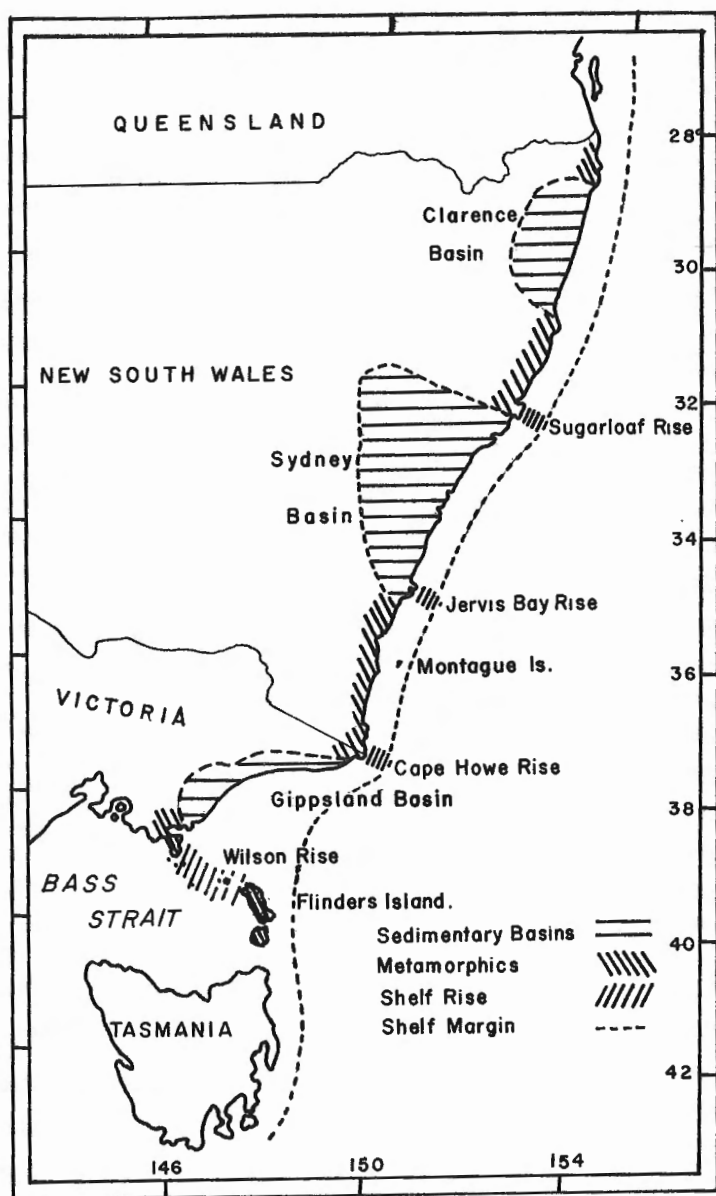 QUEENSLAND
28°
Clarence
Basin
30
NEW SOUTH WALES
32
Sugarloaf Rise
Sydney
Basin
34
Jervis Bay Rise
Montague Is.
36
VICTORIA
Cape Howe Rise
Gippsland Basin
38
Wilson Rise
BASS
STRAIT
Flinders Island.
Sedimentary Basins
40
Metamorphics
Shelf Rise
Shelf Margin
TASMANIA
42
146 150 154